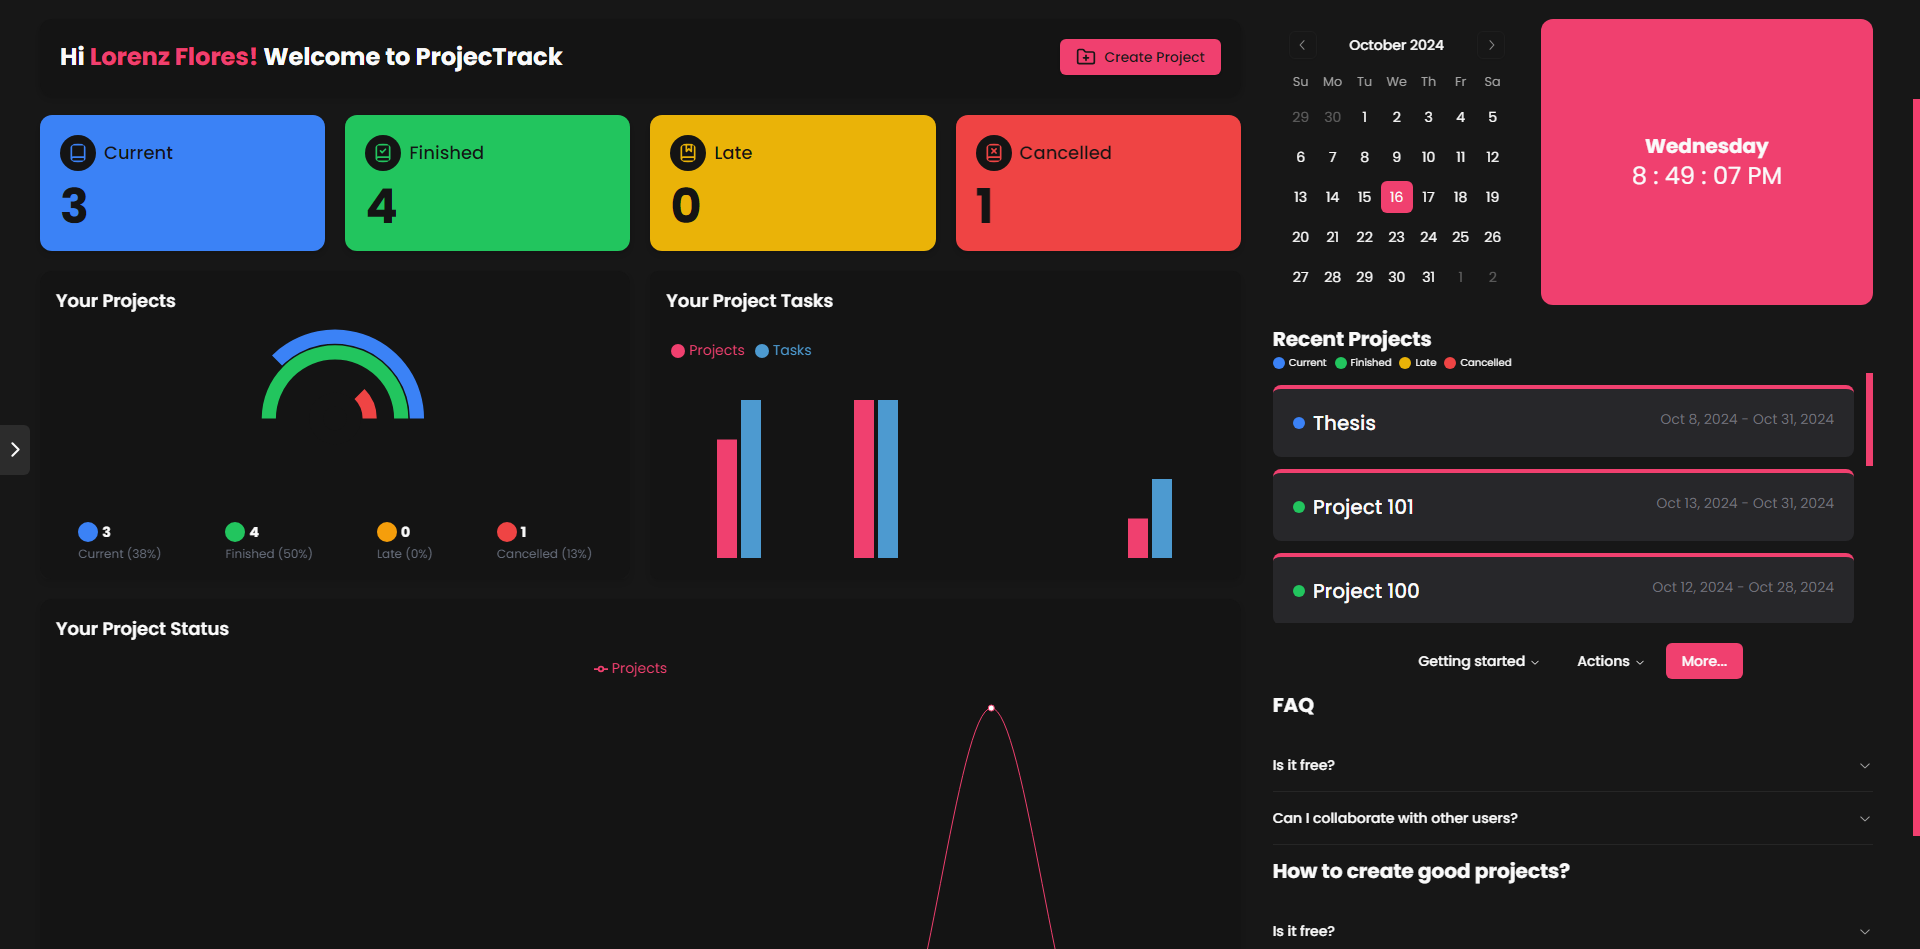 Hi Lorenz Flores! Welcome to ProjecTrack
Create Project
Current
3
Finished
4
Late
0
Cancelled
1
Your Projects
3
Current (38%)
4
Finished (50%)
0
Late (0%)
1
Cancelled (13%)
Your Project Tasks
Projects Tasks
Your Project Status
Projects
October 2024
Su Mo Tu We Th Fr Sa
29 30 1 2 3 4 5
6 7 8 9 10 11 12
13 14 15 16 17 18 19
20 21 22 23 24 25 26
27 28 29 30 31 1 2
Wednesday
8 : 49 : 07 PM
Recent Projects
Current Finished Late Cancelled
Thesis Oct 8, 2024 - Oct 31, 2024
Project 101 Oct 13, 2024 - Oct 31, 2024
Project 100 Oct 12, 2024 - Oct 28, 2024
Getting started Actions More...
FAQ
Is it free?
Can I collaborate with other users?
How to create good projects?
Is it free?